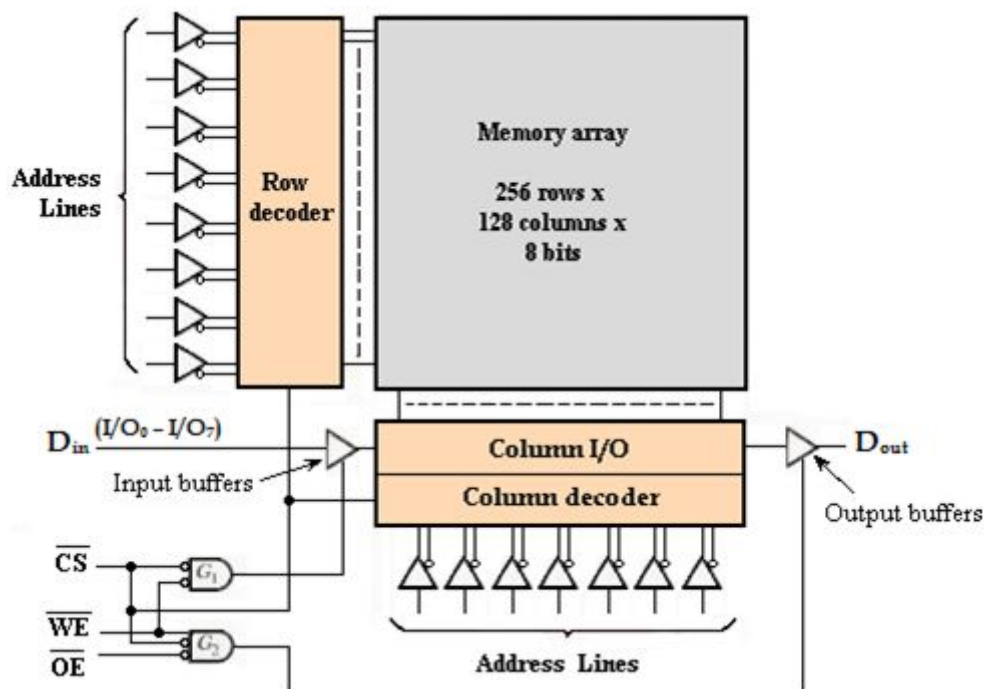 Address
Lines
Row
decoder
Memory array
256 rows x
128 columns x
8 bits
Din (I/O0 – I/O7)
Input buffers
Column I/O
Column decoder
Dout
Output buffers
CS
G1
WE
G2
OE
Address Lines